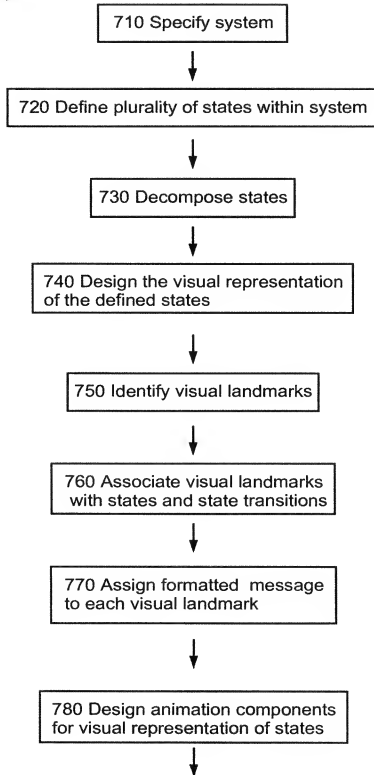 710 Specify system
720 Define plurality of states within system
730 Decompose states
740 Design the visual representation
of the defined states
750 Identify visual landmarks
760 Associate visual landmarks
with states and state transitions
770 Assign formatted message
to each visual landmark
780 Design animation components
for visual representation of states